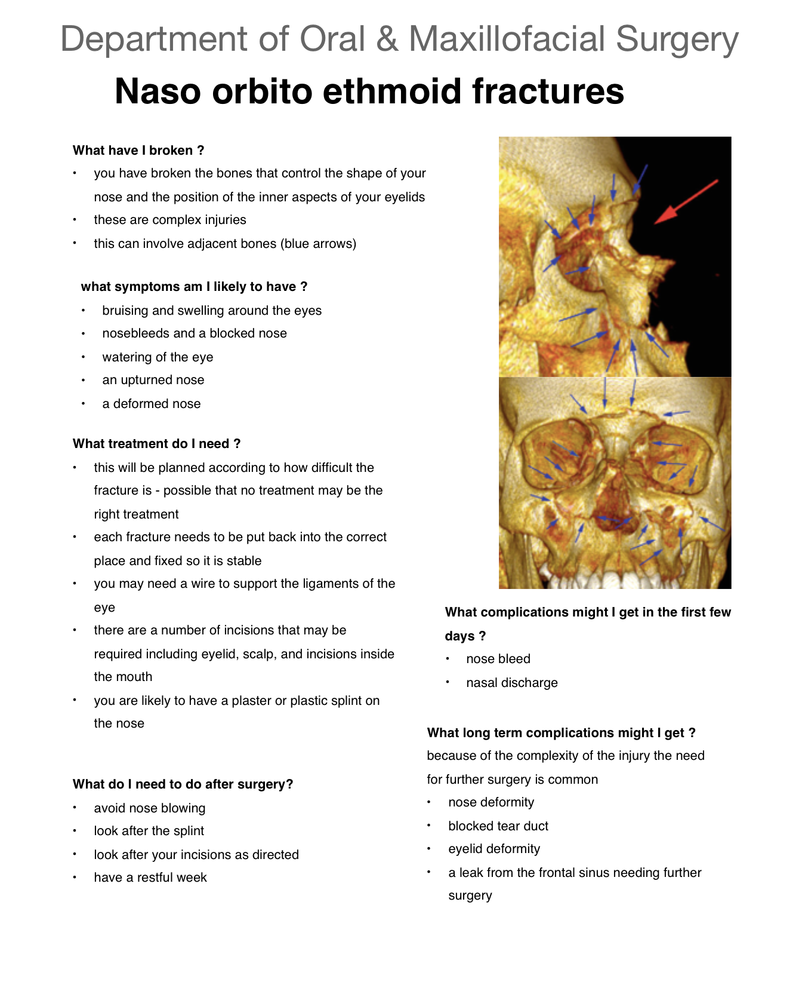 Department of Oral & Maxillofacial Surgery
Naso orbito ethmoid fractures
What have I broken ?
• you have broken the bones that control the shape of your
nose and the position of the inner aspects of your eyelids
• these are complex injuries
• this can involve adjacent bones (blue arrows)
what symptoms am I likely to have ?
• bruising and swelling around the eyes
• nosebleeds and a blocked nose
• watering of the eye
• an upturned nose
• a deformed nose
What treatment do I need ?
• this will be planned according to how difficult the
fracture is - possible that no treatment may be the
right treatment
• each fracture needs to be put back into the correct
place and fixed so it is stable
• you may need a wire to support the ligaments of the
eye
• there are a number of incisions that may be
required including eyelid, scalp, and incisions inside
the mouth
• you are likely to have a plaster or plastic splint on
the nose
What do I need to do after surgery?
• avoid nose blowing
• look after the splint
• look after your incisions as directed
• have a restful week
What complications might I get in the first few
days ?
• nose bleed
• nasal discharge
What long term complications might I get ?
because of the complexity of the injury the need
for further surgery is common
• nose deformity
• blocked tear duct
• eyelid deformity
• a leak from the frontal sinus needing further
surgery